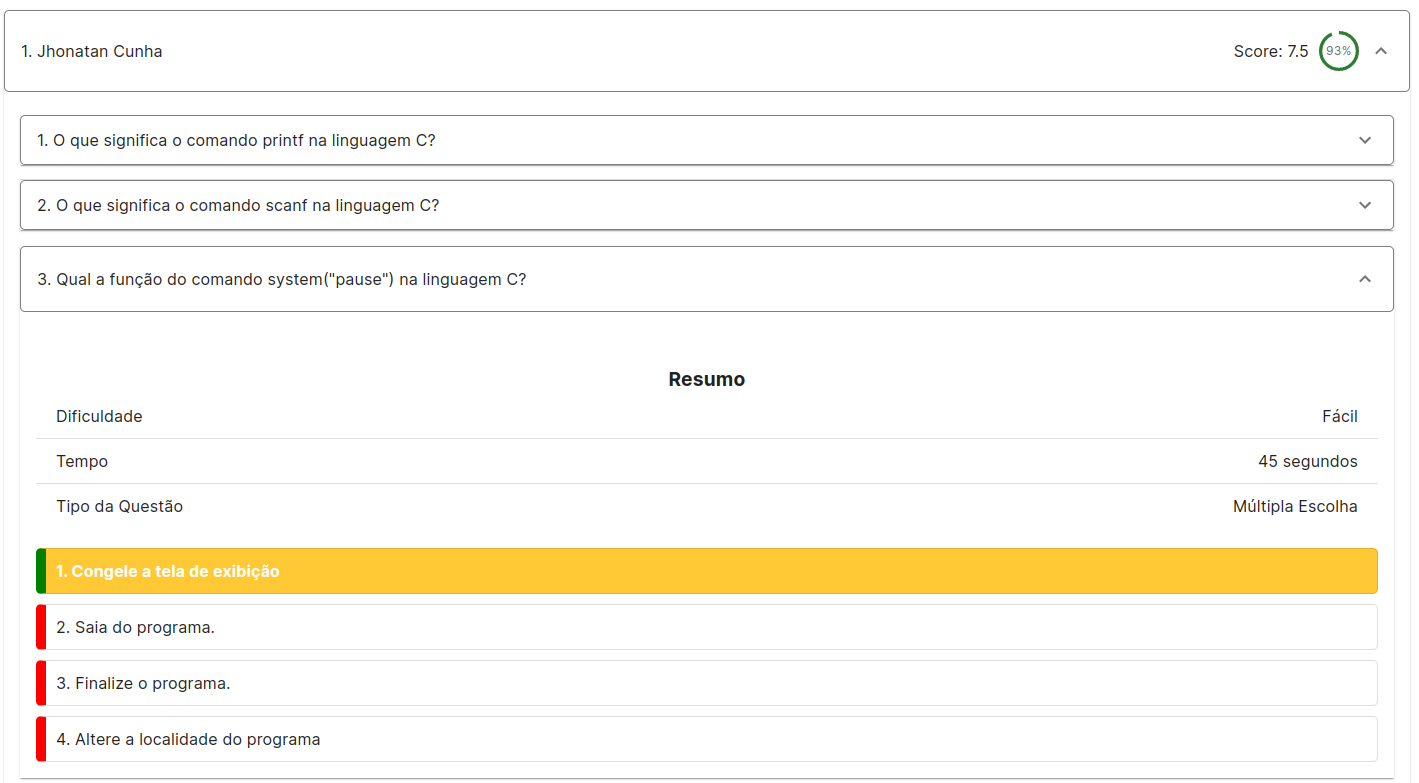 1. Jhonatan Cunha
Score: 7.5
93%
1. O que significa o comando printf na linguagem C?
2. O que significa o comando scanf na linguagem C?
3. Qual a função do comando system("pause") na linguagem C?
Resumo
Dificuldade Fácil
Tempo 45 segundos
Tipo da Questão Múltipla Escolha
1. Congele a tela de exibição
2. Saia do programa.
3. Finalize o programa.
4. Altere a localidade do programa